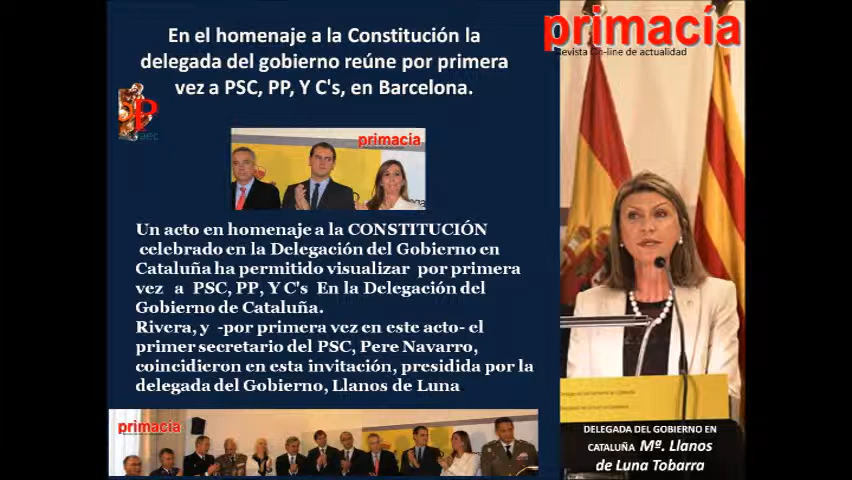 En el homenaje a la Constitución la
delegada del gobierno reúne por primera
vez a PSC, PP, Y C's, en Barcelona.
primacía
Revista On-line de actualidad
P
aec
primacía
Un acto en homenaje a la CONSTITUCIÓN
celebrado en la Delegación del Gobierno en
Cataluña ha permitido visualizar por primera
vez a PSC, PP, Y C's En la Delegación del
Gobierno de Cataluña.
Rivera, y -por primera vez en este acto- el
primer secretario del PSC, Pere Navarro,
coincidieron en esta invitación, presidida por la
delegada del Gobierno, Llanos de Luna
primacía
DELEGADA DEL GOBIERNO EN
CATALUÑA Mª. Llanos
de Luna Tobarra